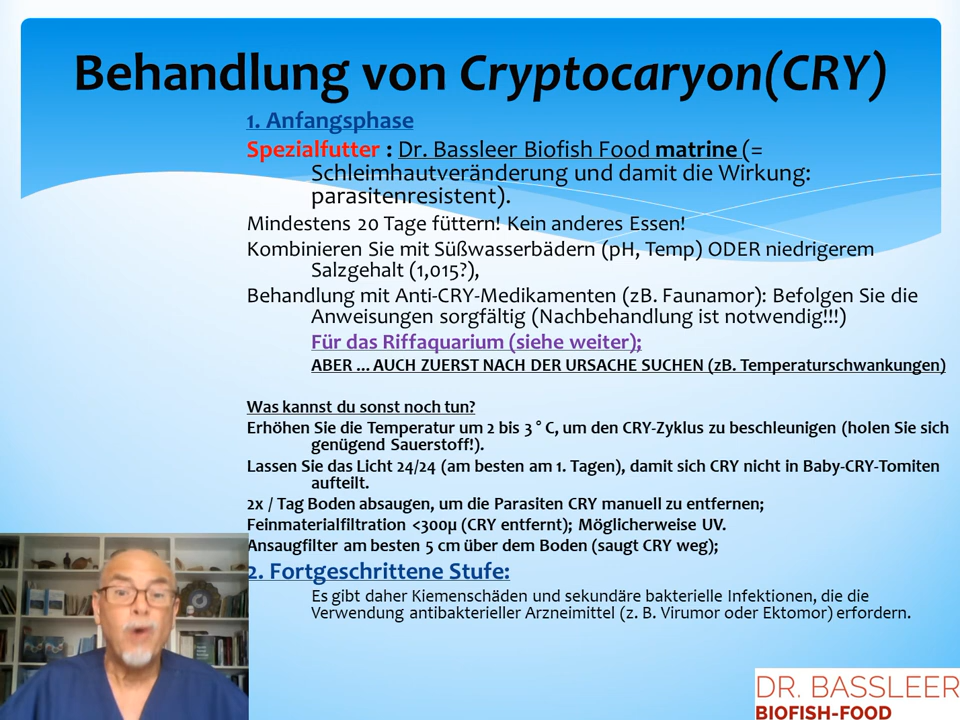 Behandlung von Cryptocaryon(CRY)
1. Anfangsphase
Spezialfutter : Dr. Bassleer Biofish Food matrine (=
Schleimhautveränderung und damit die Wirkung:
parasitenresistent).
Mindestens 20 Tage füttern! Kein anderes Essen!
Kombinieren Sie mit Süßwasserbädern (pH, Temp) ODER niedrigerem
Salzgehalt (1,015?),
Behandlung mit Anti-CRY-Medikamenten (zB. Faunamor): Befolgen Sie die
Anweisungen sorgfältig (Nachbehandlung ist notwendig!!!)
Für das Riffaquarium (siehe weiter);
ABER ... AUCH ZUERST NACH DER URSACHE SUCHEN (zB. Temperaturschwankungen)
Was kannst du sonst noch tun?
Erhöhen Sie die Temperatur um 2 bis 3 ° C, um den CRY-Zyklus zu beschleunigen (holen Sie sich
genügend Sauerstoff!).
Lassen Sie das Licht 24/24 (am besten am 1. Tagen), damit sich CRY nicht in Baby-CRY-Tomiten
aufteilt.
2x / Tag Boden absaugen, um die Parasiten CRY manuell zu entfernen;
Feinmaterialfiltration <300µ (CRY entfernt); Möglicherweise UV.
Ansaugfilter am besten 5 cm über dem Boden (saugt CRY weg);
2. Fortgeschrittene Stufe:
Es gibt daher Kiemenschäden und sekundäre bakterielle Infektionen, die die
Verwendung antibakterieller Arzneimittel (z. B. Virumor oder Ektomor) erfordern.
DR. BASSLEER
BIOFISH-FOOD